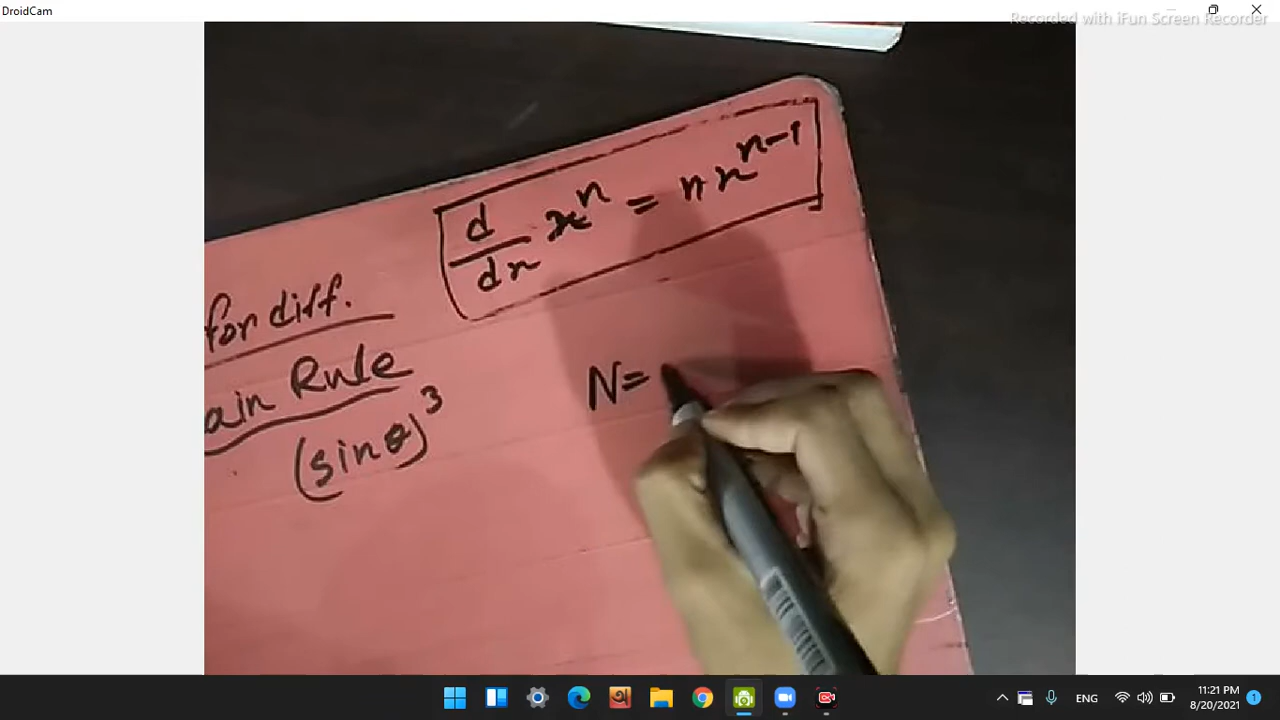 DroidCam
Recorded with iFun Screen Recorder
d/dx x^n = n x^{n-1}
for diff.
ain Rule
(sinθ)^3
N=
ENG
11:21 PM
8/20/2021
1